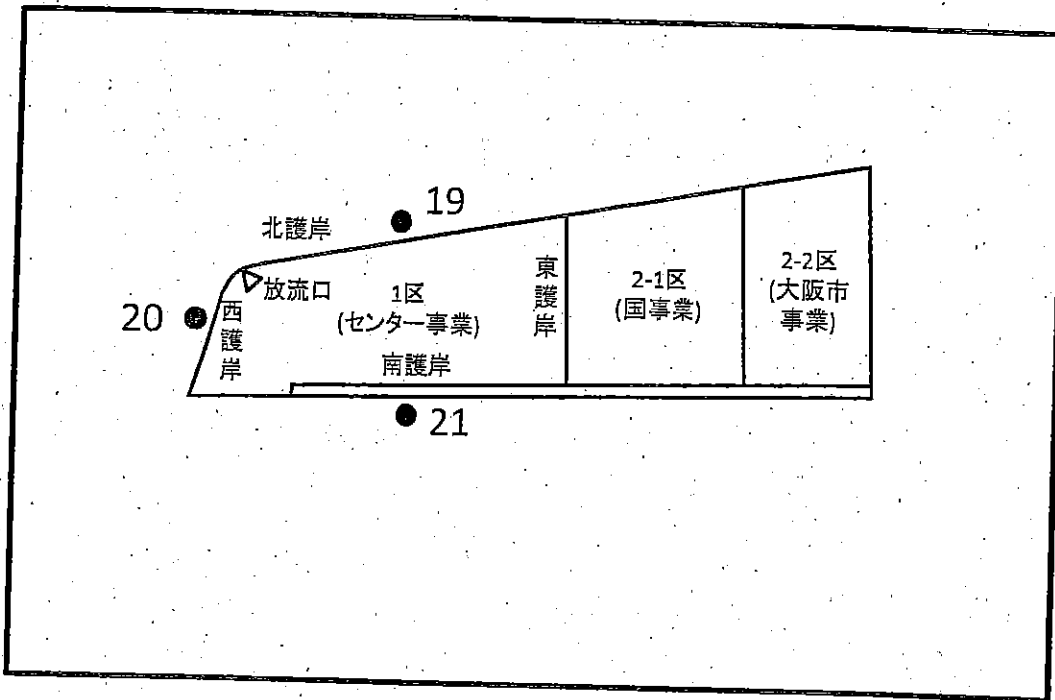 19
北護岸
放流口
20
西護岸
1区
(センター事業)
南護岸
東護岸
2-1区
(国事業)
2-2区
(大阪市
事業)
21